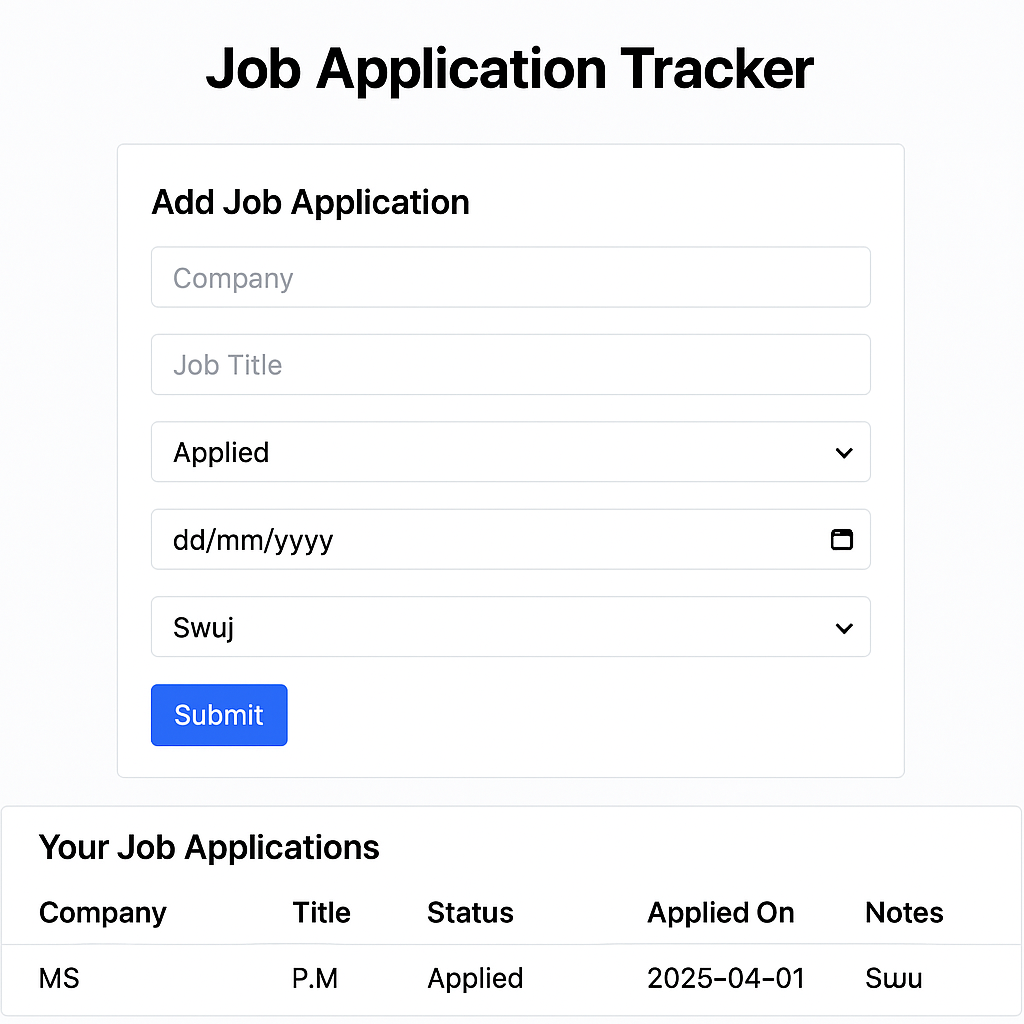 Job Application Tracker
Add Job Application
Company
Job Title
Applied
dd/mm/yyyy
Swuj
Submit
Your Job Applications
Company Title Status Applied On Notes
MS P.M Applied 2025-04-01